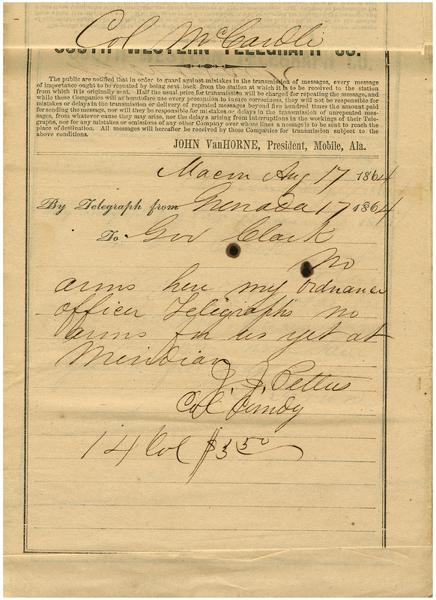 Col McCardle
SOUTH WESTERN TELEGRAPH CO.
The public are notified that in order to guard against mistakes in the transmission of messages, every message
of importance ought to be repeated by being sent back from the station at which it is to be received to the station
from which it is originally sent. Half the usual price for transmission will be charged for repeating the message, and
while these Companies will as heretofore use every precaution to insure correctness, they will not be responsible for
mistakes or delays in the transmission or delivery of repeated messages beyond five hundred times the amount paid
for sending the message, nor will they be responsible for mistakes or delays in the transmission of unrepeated mes-
sages, from whatever cause they may arise, nor for delays arising from interruptions in the workings of their Tele-
graphs, nor for any mistakes or omissions of any other Company over whose lines a message is to be sent to reach the
place of destination. All messages will hereafter be received by these Companies for transmission subject to the
above conditions.
JOHN VanHORNE, President, Mobile, Ala.
Macon Aug 17 1864
By Telegraph from Grenada 17 1864
To Gov Clark
No
arms here my ordnance
officer Telegraphs no
arms for us yet at
Meridian
J. J. Pettus
Col Comdg
14 Col $3 50